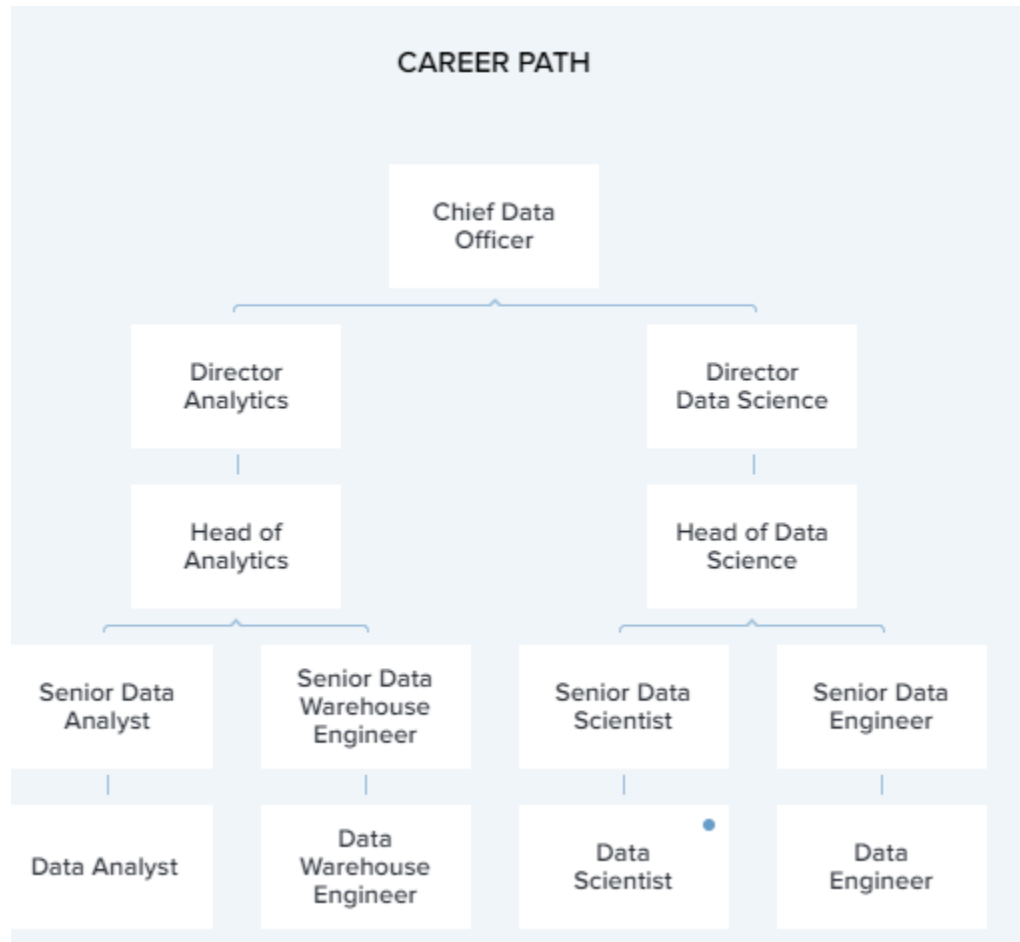 CAREER PATH
Chief Data
Officer
Director
Analytics
Director
Data Science
Head of
Analytics
Head of Data
Science
Senior Data
Analyst
Senior Data
Warehouse
Engineer
Senior Data
Scientist
Senior Data
Engineer
Data Analyst
Data
Warehouse
Engineer
Data
Scientist
Data
Engineer